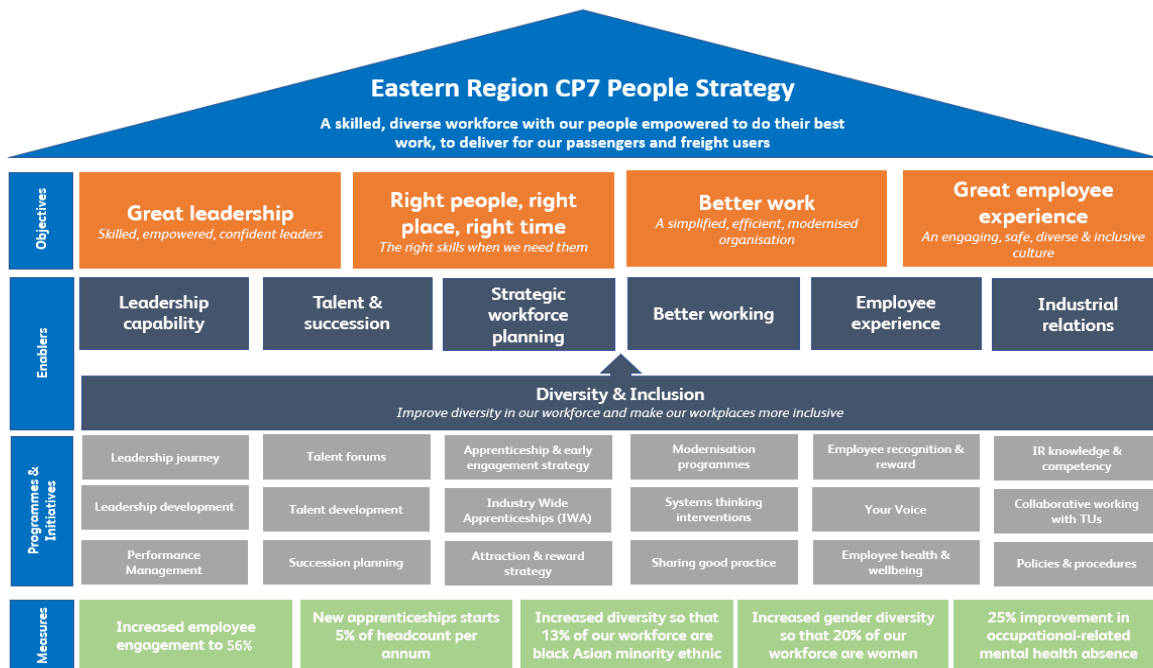 Eastern Region CP7 People Strategy
A skilled, diverse workforce with our people empowered to do their best
work, to deliver for our passengers and freight users
Objectives
Great leadership
Skilled, empowered, confident leaders
Right people, right
place, right time
The right skills when we need them
Better work
A simplified, efficient, modernised
organisation
Great employee
experience
An engaging, safe, diverse & inclusive
culture
Enablers
Leadership
capability
Talent &
succession
Strategic
workforce
planning
Better working
Employee
experience
Industrial
relations
Diversity & Inclusion
Improve diversity in our workforce and make our workplaces more inclusive
Programmes &
Initiatives
Leadership journey
Talent forums
Apprenticeship & early
engagement strategy
Modernisation
programmes
Employee recognition &
reward
IR knowledge &
competency
Leadership development
Talent development
Industry Wide
Apprenticeships (IWA)
Systems thinking
interventions
Your Voice
Collaborative working
with TUs
Performance
Management
Succession planning
Attraction & reward
strategy
Sharing good practice
Employee health &
wellbeing
Policies & procedures
Measures
Increased employee
engagement to 56%
New apprenticeships starts
5% of headcount per
annum
Increased diversity so that
13% of our workforce are
black Asian minority ethnic
Increased gender diversity
so that 20% of our
workforce are women
25% improvement in
occupational-related
mental health absence